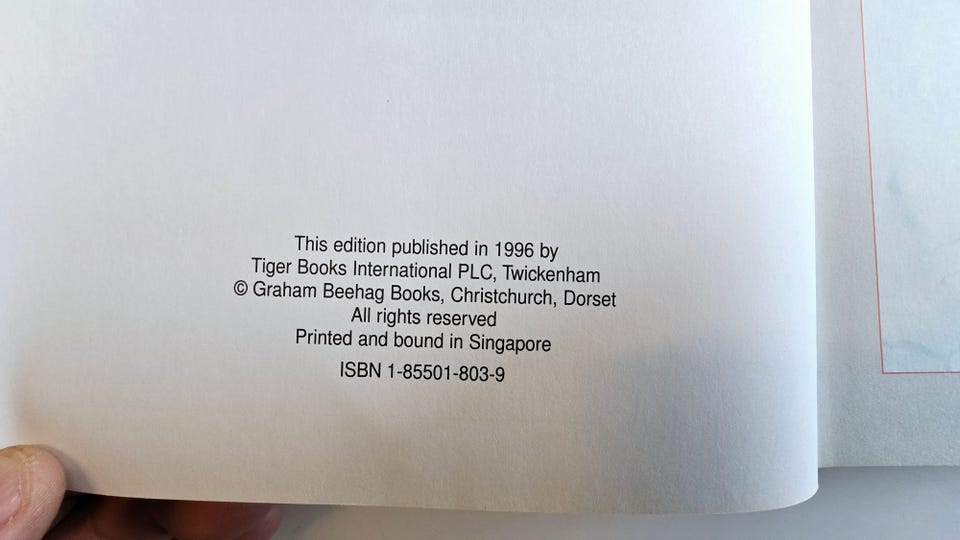 This edition published in 1996 by
Tiger Books International PLC, Twickenham
© Graham Beehag Books, Christchurch, Dorset
All rights reserved
Printed and bound in Singapore
ISBN 1-85501-803-9